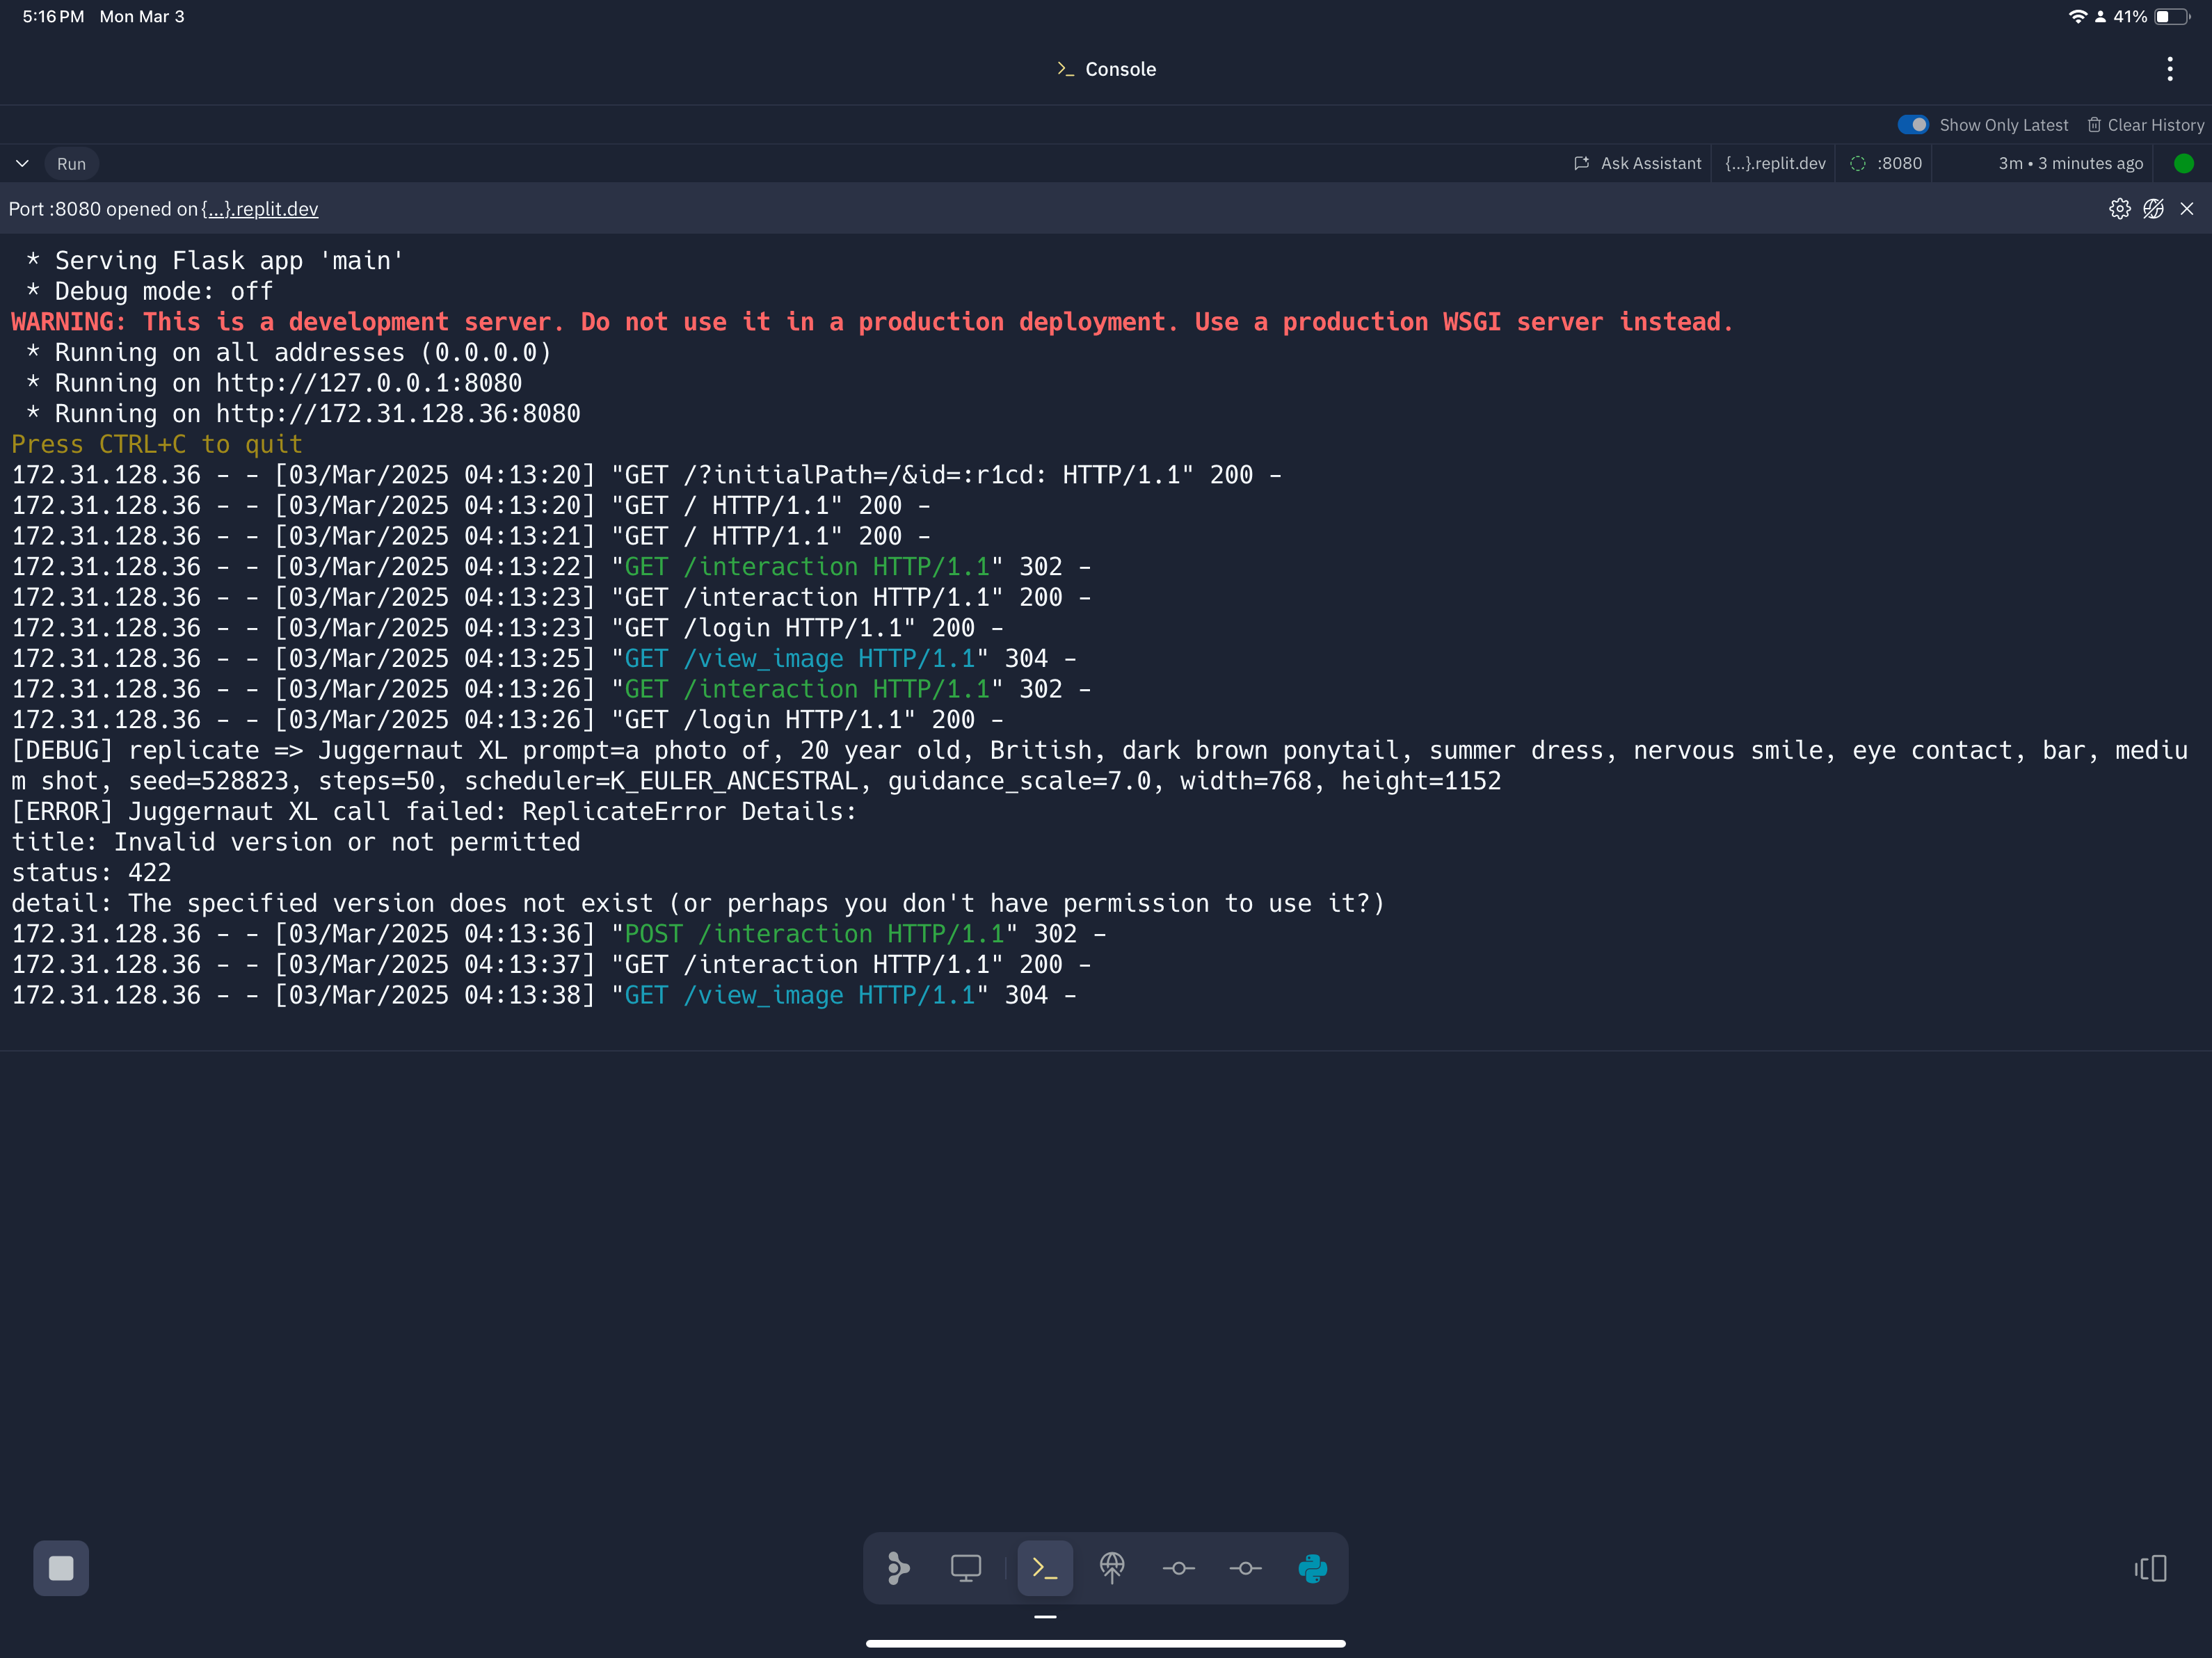 5:16 PM Mon Mar 3
41%
Console
Show Only Latest Clear History
Run
Ask Assistant {...}.replit.dev :8080 3m • 3 minutes ago
Port :8080 opened on {...}.replit.dev
* Serving Flask app 'main'
* Debug mode: off
WARNING: This is a development server. Do not use it in a production deployment. Use a production WSGI server instead.
* Running on all addresses (0.0.0.0)
* Running on http://127.0.0.1:8080
* Running on http://172.31.128.36:8080
Press CTRL+C to quit
172.31.128.36 - - [03/Mar/2025 04:13:20] "GET /?initialPath=/&id=:r1cd: HTTP/1.1" 200 -
172.31.128.36 - - [03/Mar/2025 04:13:20] "GET / HTTP/1.1" 200 -
172.31.128.36 - - [03/Mar/2025 04:13:21] "GET / HTTP/1.1" 200 -
172.31.128.36 - - [03/Mar/2025 04:13:22] "GET /interaction HTTP/1.1" 302 -
172.31.128.36 - - [03/Mar/2025 04:13:23] "GET /interaction HTTP/1.1" 200 -
172.31.128.36 - - [03/Mar/2025 04:13:23] "GET /login HTTP/1.1" 200 -
172.31.128.36 - - [03/Mar/2025 04:13:25] "GET /view_image HTTP/1.1" 304 -
172.31.128.36 - - [03/Mar/2025 04:13:26] "GET /interaction HTTP/1.1" 302 -
172.31.128.36 - - [03/Mar/2025 04:13:26] "GET /login HTTP/1.1" 200 -
[DEBUG] replicate => Juggernaut XL prompt=a photo of, 20 year old, British, dark brown ponytail, summer dress, nervous smile, eye contact, bar, mediu
m shot, seed=528823, steps=50, scheduler=K_EULER_ANCESTRAL, guidance_scale=7.0, width=768, height=1152
[ERROR] Juggernaut XL call failed: ReplicateError Details:
title: Invalid version or not permitted
status: 422
detail: The specified version does not exist (or perhaps you don't have permission to use it?)
172.31.128.36 - - [03/Mar/2025 04:13:36] "POST /interaction HTTP/1.1" 302 -
172.31.128.36 - - [03/Mar/2025 04:13:37] "GET /interaction HTTP/1.1" 200 -
172.31.128.36 - - [03/Mar/2025 04:13:38] "GET /view_image HTTP/1.1" 304 -